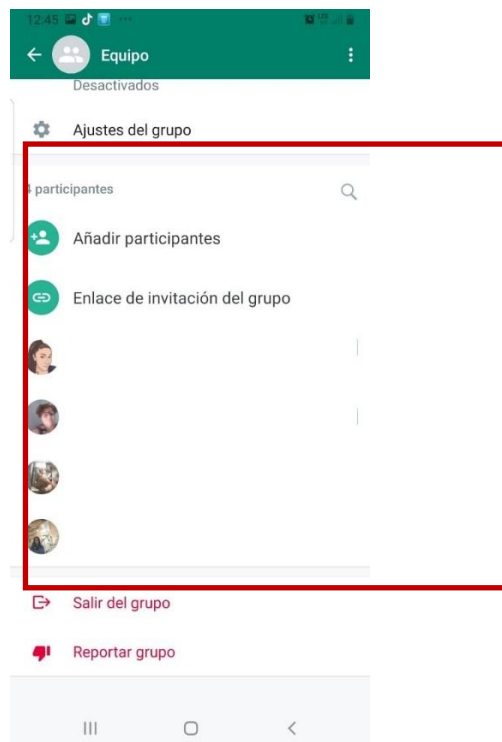 12:45
Equipo
Desactivados
Ajustes del grupo
4 participantes
Añadir participantes
Enlace de invitación del grupo
Salir del grupo
Reportar grupo